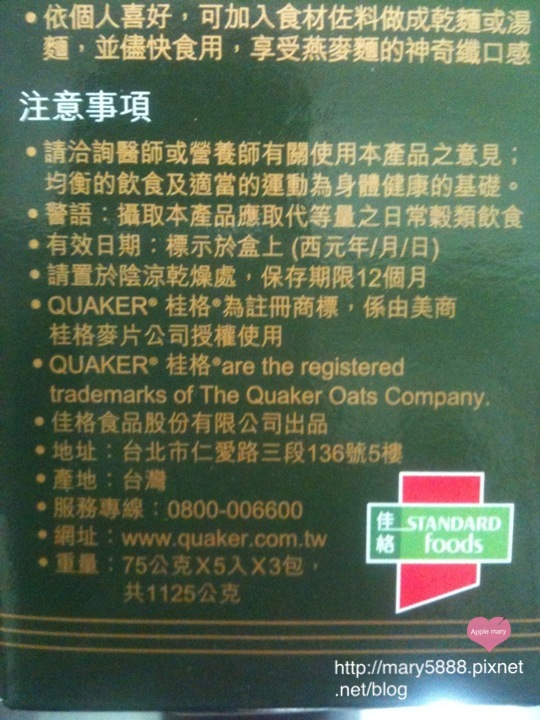 •依個人喜好，可加入食材佐料做成乾麵或湯
麵，並儘快食用，享受燕麥麵的神奇纖口感
注意事項
•請洽詢醫師或營養師有關使用本產品之意見；
均衡的飲食及適當的運動為身體健康的基礎。
•警語：攝取本產品應取代等量之日常穀類飲食
•有效日期：標示於盒上 (西元年/月/日)
•請置於陰涼乾燥處，保存期限12個月
•QUAKER® 桂格®為註冊商標，係由美商
桂格麥片公司授權使用
•QUAKER® 桂格®are the registered
trademarks of The Quaker Oats Company.
•佳格食品股份有限公司出品
•地址：台北市仁愛路三段136號5樓
•產地：台灣
•服務專線：0800-006600
•網址：www.quaker.com.tw
•重量：75公克X5入X3包，
共1125公克
佳格 STANDARD
foods
Apple mary
http://mary5888.pixnet
.net/blog